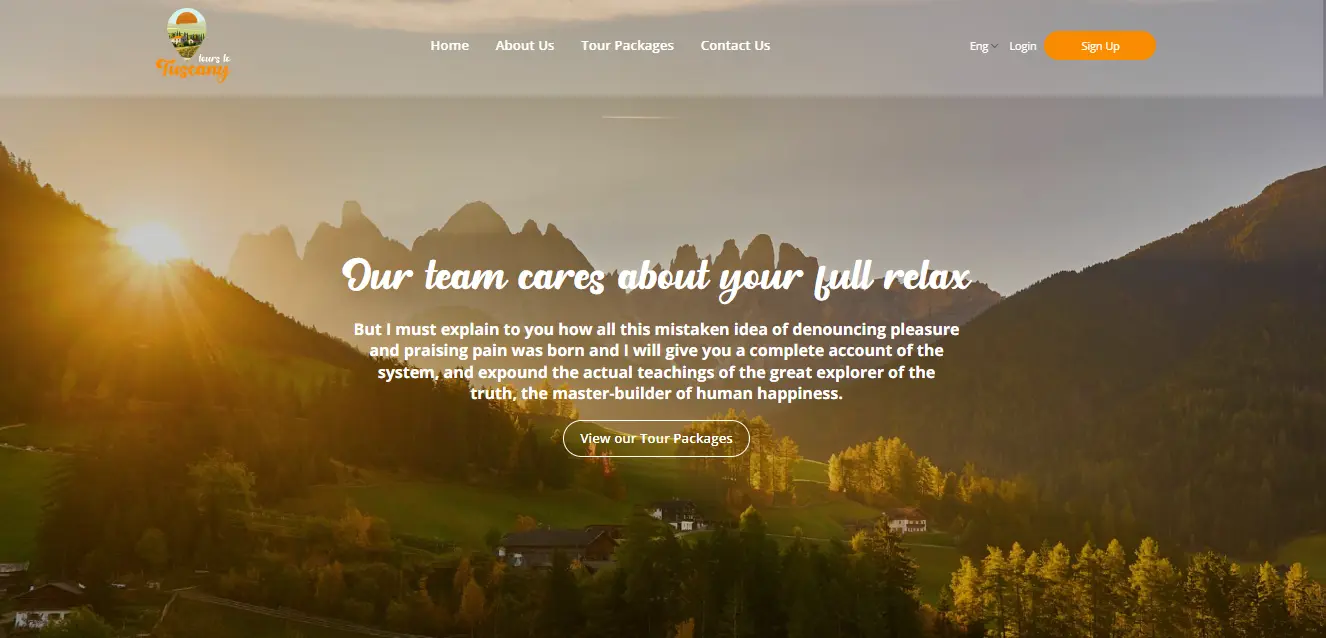 tours to
Tuscany
Home
About Us
Tour Packages
Contact Us
Eng
Login
Sign Up
Our team cares about your full relax
But I must explain to you how all this mistaken idea of denouncing pleasure
and praising pain was born and I will give you a complete account of the
system, and expound the actual teachings of the great explorer of the
truth, the master-builder of human happiness.
View our Tour Packages